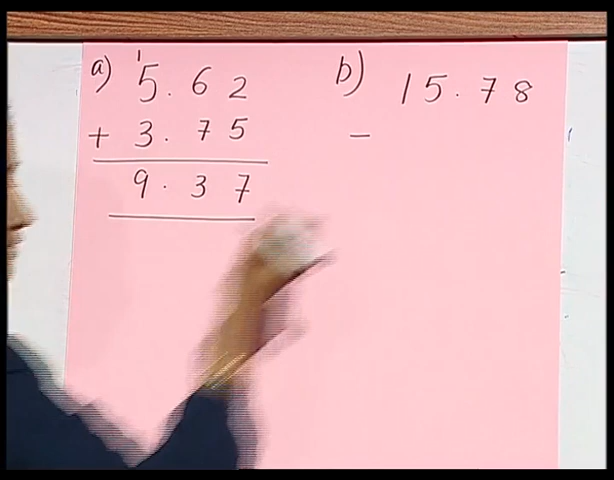 a) ¹5.62
+ 3.75
9.37
b) 15.78
−